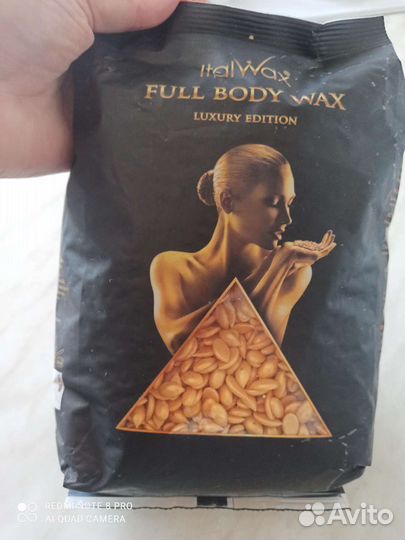 ItalWax
FULL BODY WAX
LUXURY EDITION
REDMI NOTE 8 PRO
AI QUAD CAMERA
Avito